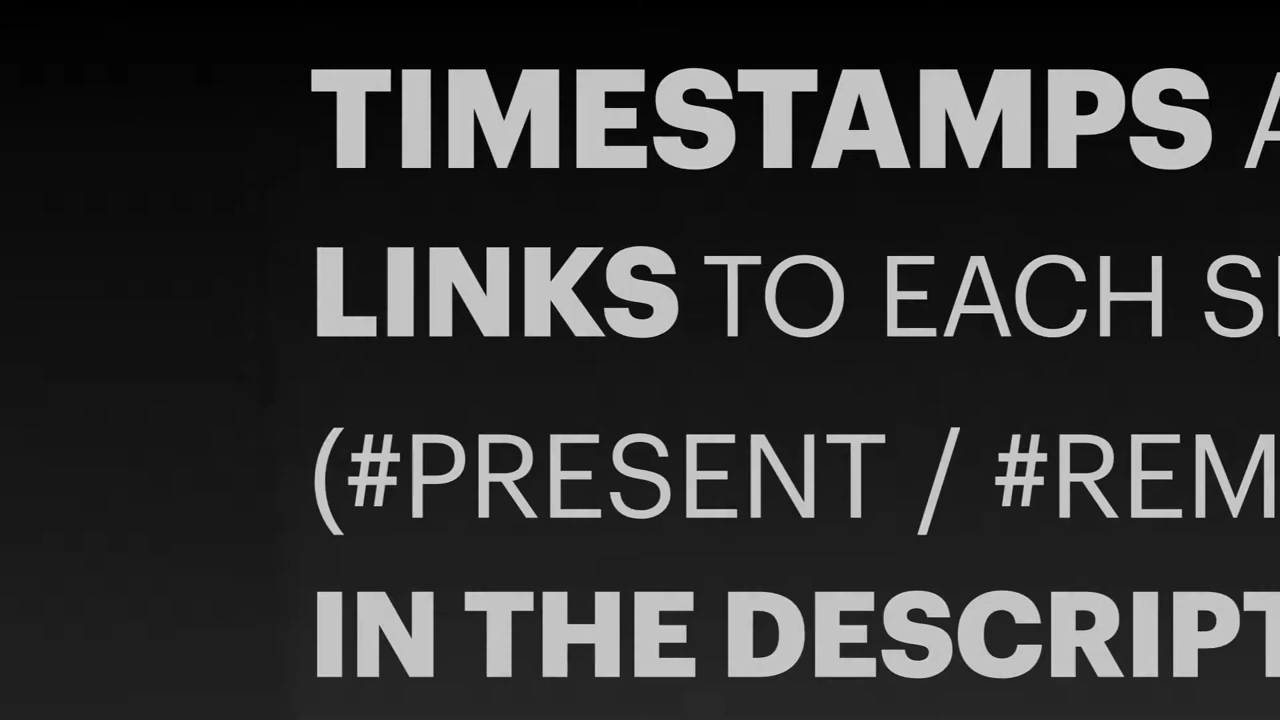 TIMESTAMPS A
LINKS TO EACH S
(#PRESENT / #REM
IN THE DESCRIPT